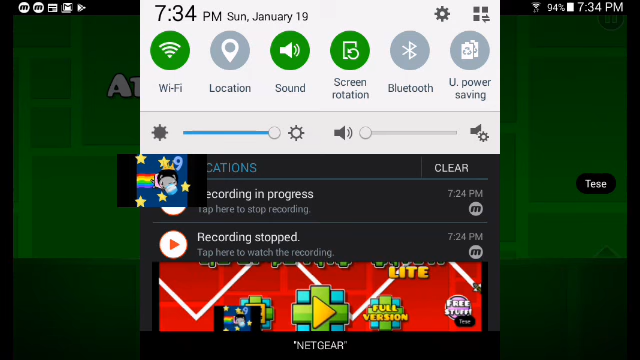 7:34 PM Sun, January 19
94% 7:34 PM
Wi-Fi
Location
Sound
Screen rotation
Bluetooth
U. power saving
CATIONS
CLEAR
Recording in progress
7:24 PM
Tap here to stop recording.
Recording stopped.
7:24 PM
Tap here to watch the recording.
Tese
LITE
FULL VERSION
FREE STUFF!
Tese
"NETGEAR"